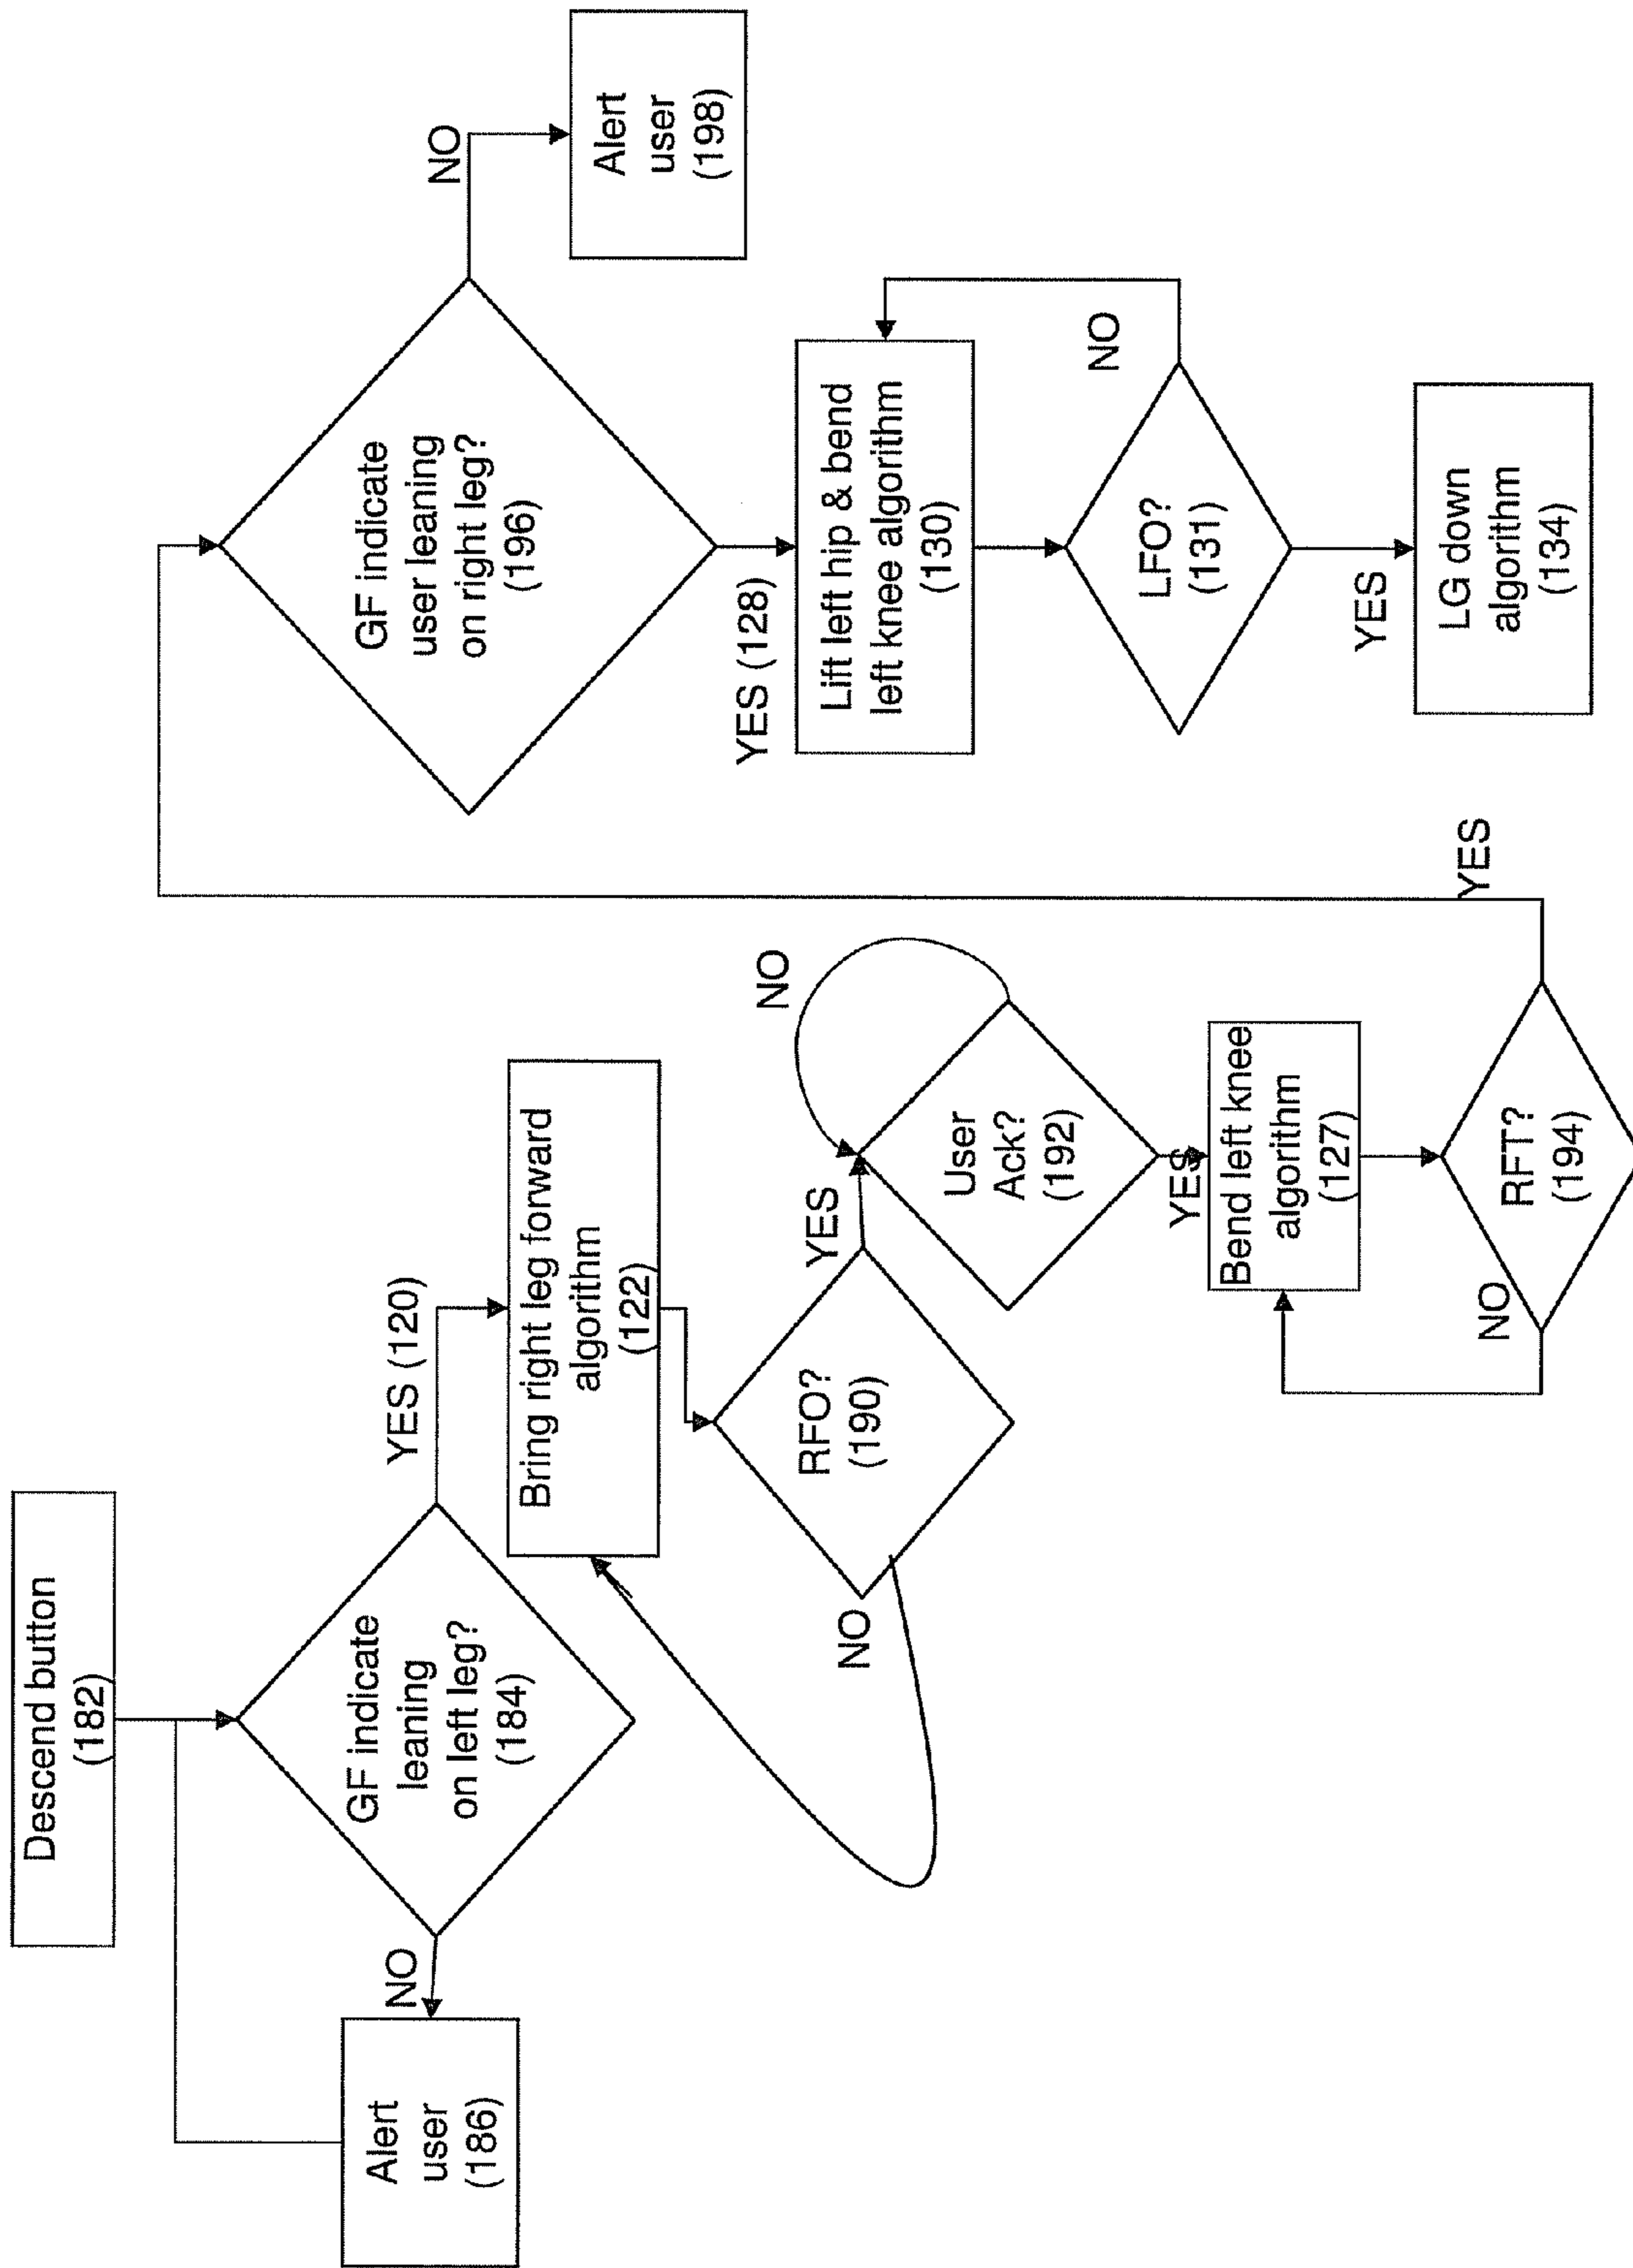 Descend button
(182)
GF indicate
leaning
on left leg?
(184)
NO
Alert
user
(186)
YES (120)
Bring right leg forward
algorithm
(122)
RFO?
(190)
NO
YES
User
Ack?
(192)
NO
YES
Bend left knee
algorithm
(127)
RFT?
(194)
NO
YES
GF indicate
user leaning
on right leg?
(196)
NO
Alert
user
(198)
YES (128)
Lift left hip & bend
left knee algorithm
(130)
LFO?
(131)
NO
YES
LG down
algorithm
(134)